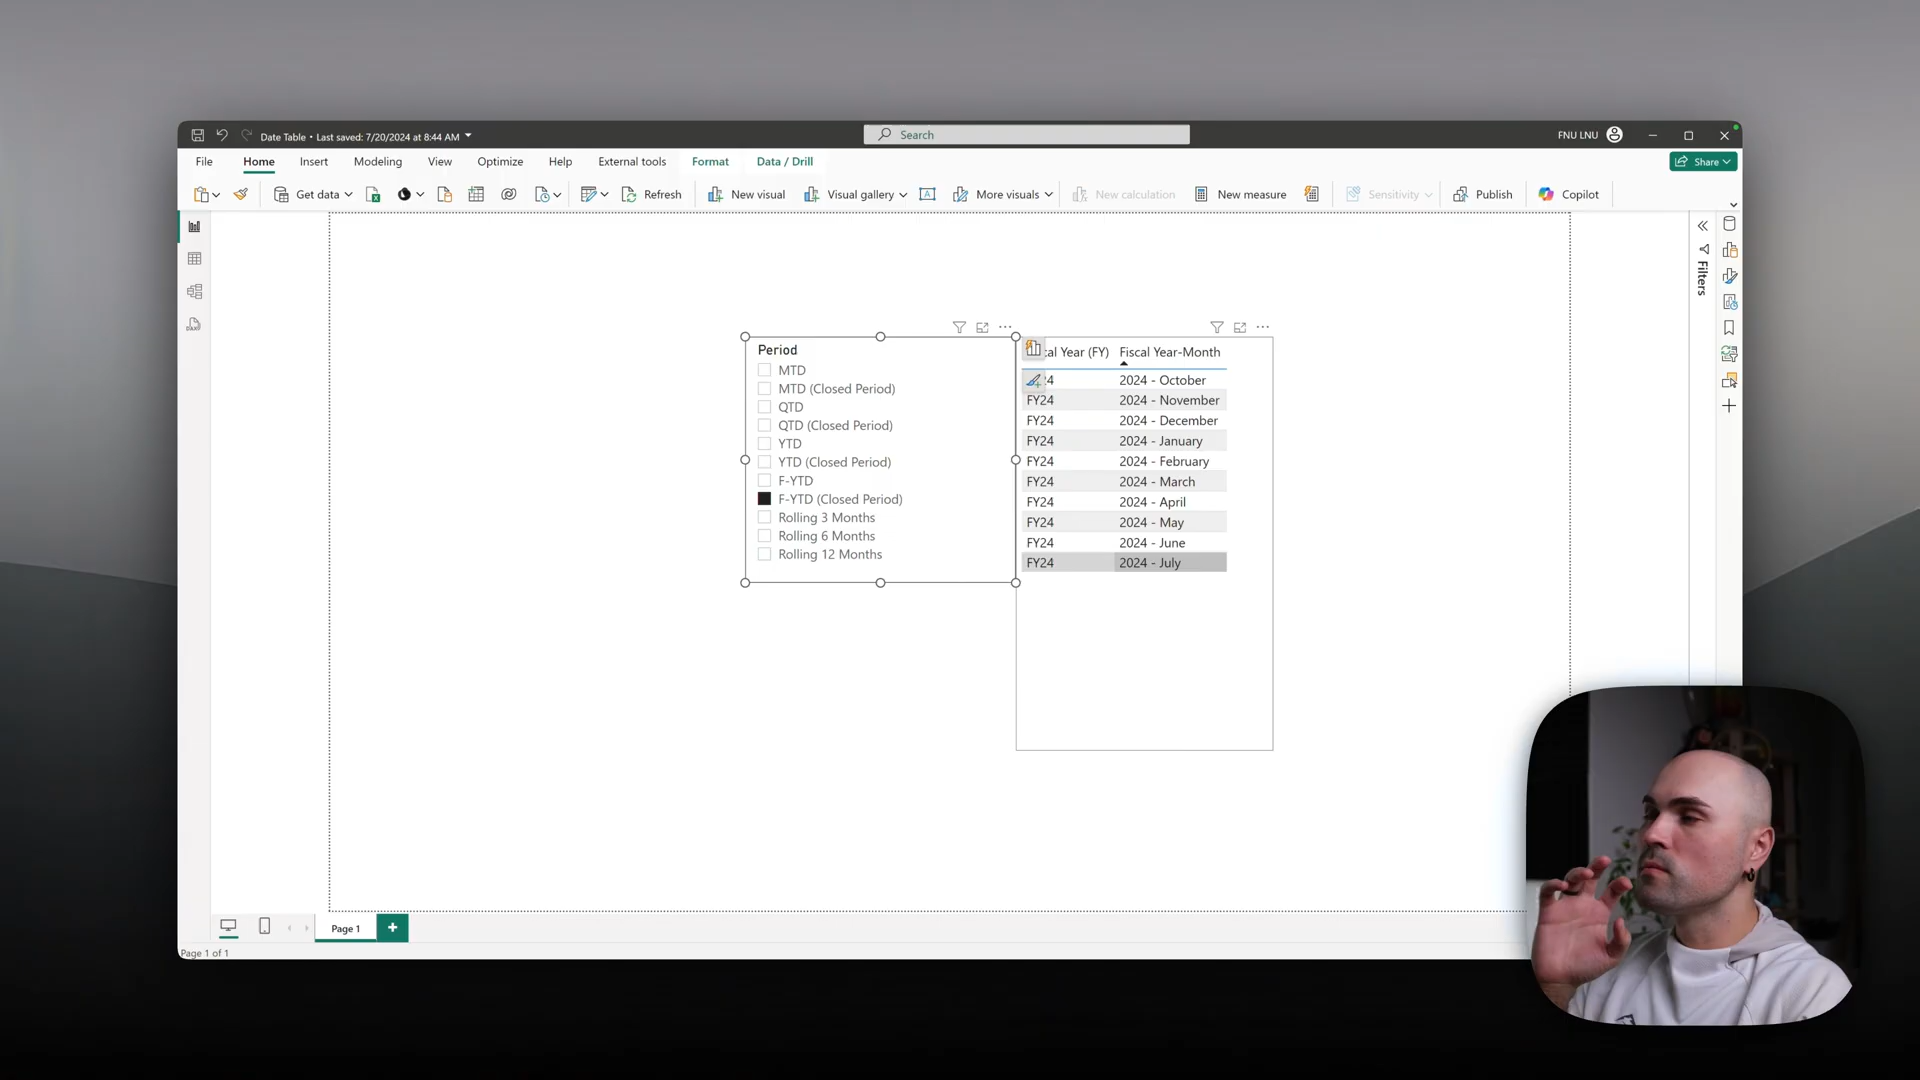 Date Table • Last saved: 7/20/2024 at 8:44 AM
Search
FNU LNU
File Home Insert Modeling View Optimize Help External tools Format Data / Drill
Share
Get data
Refresh
New visual
Visual gallery
More visuals
New calculation
New measure
Sensitivity
Publish
Copilot
DAX
Filters
Period
MTD
MTD (Closed Period)
QTD
QTD (Closed Period)
YTD
YTD (Closed Period)
F-YTD
F-YTD (Closed Period)
Rolling 3 Months
Rolling 6 Months
Rolling 12 Months
cal Year (FY) Fiscal Year-Month
24 2024 - October
FY24 2024 - November
FY24 2024 - December
FY24 2024 - January
FY24 2024 - February
FY24 2024 - March
FY24 2024 - April
FY24 2024 - May
FY24 2024 - June
FY24 2024 - July
Page 1
Page 1 of 1